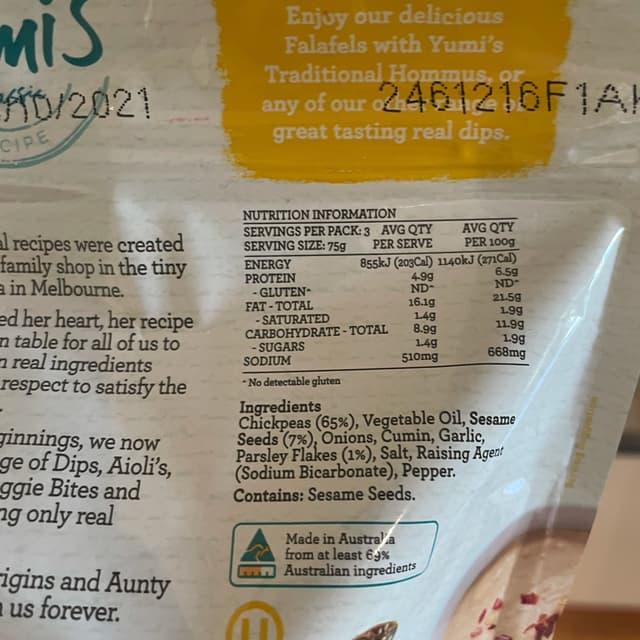 MIS
/10/2021
CIPE
Enjoy our delicious
Falafels with Yumi's
Traditional Hommus, or
any of our other range of
great tasting real dips.
2461216F1A
l recipes were created
family shop in the tiny
a in Melbourne.
ed her heart, her recipe
n table for all of us to
n real ingredients
respect to satisfy the
ginnings, we now
ge of Dips, Aioli's,
ggie Bites and
ng only real
rigins and Aunty
us forever.
NUTRITION INFORMATION
SERVINGS PER PACK: 3 AVG QTY AVG QTY
SERVING SIZE: 75g PER SERVE PER 100g
ENERGY 855kJ (203Cal) 1140kJ (271Cal)
PROTEIN 4.9g 6.5g
- GLUTEN^ ND^ ND^
FAT - TOTAL 16.1g 21.5g
- SATURATED 1.4g 1.9g
CARBOHYDRATE - TOTAL 8.9g 11.9g
- SUGARS 1.4g 1.9g
SODIUM 510mg 668mg
^ No detectable gluten
Ingredients
Chickpeas (65%), Vegetable Oil, Sesame
Seeds (7%), Onions, Cumin, Garlic,
Parsley Flakes (1%), Salt, Raising Agent
(Sodium Bicarbonate), Pepper.
Contains: Sesame Seeds.
Made in Australia
from at least 69%
Australian ingredients
U